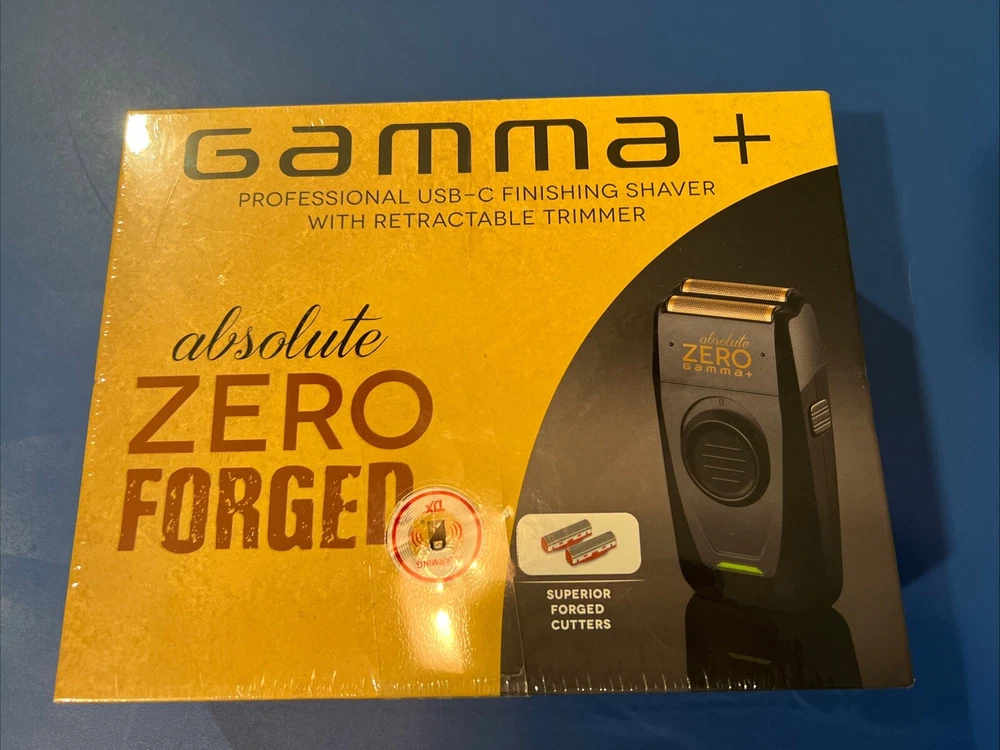 Gamma+
PROFESSIONAL USB-C FINISHING SHAVER
WITH RETRACTABLE TRIMMER
absolute
ZERO
FORGED
absolute
ZERO
Gamma+
SUPERIOR
FORGED
CUTTERS